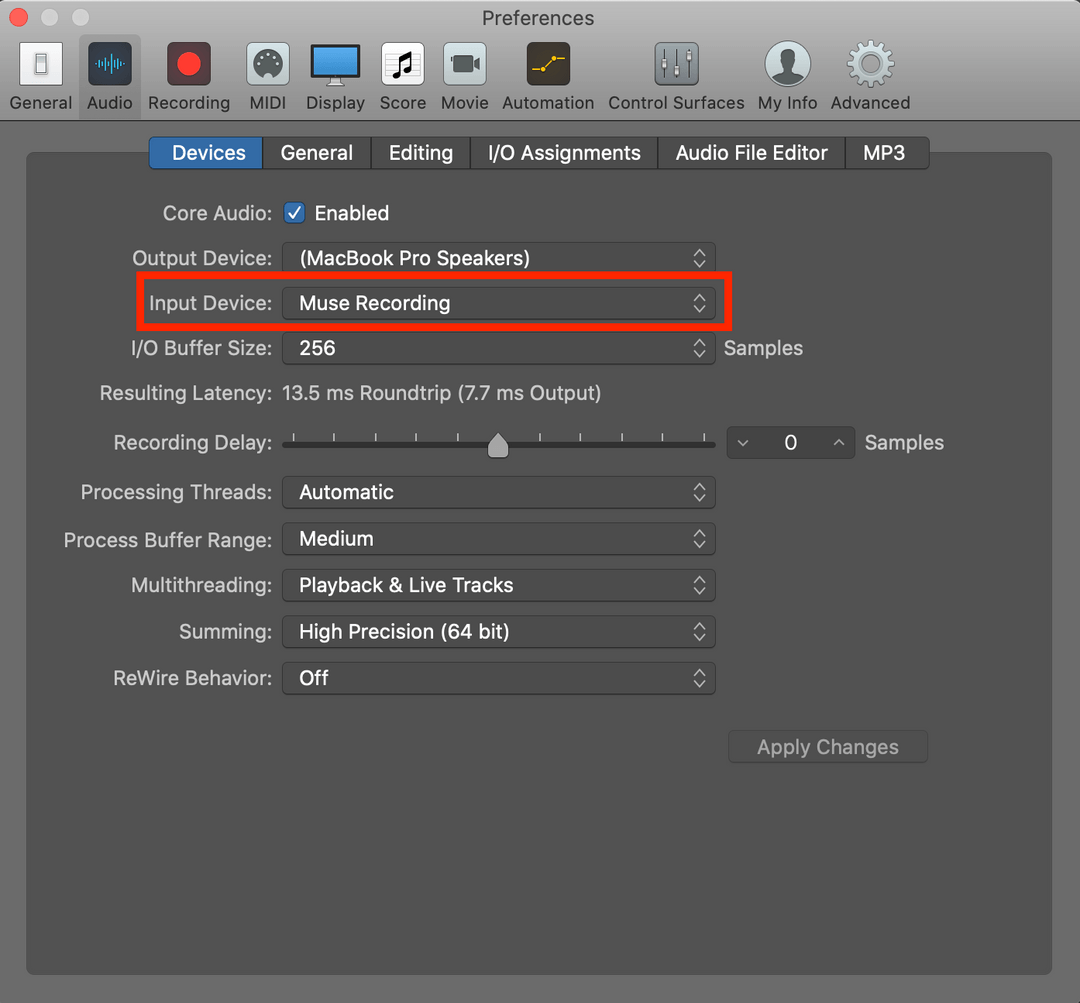 Preferences
General Audio Recording MIDI Display Score Movie Automation Control Surfaces My Info Advanced
Devices General Editing I/O Assignments Audio File Editor MP3
Core Audio: Enabled
Output Device: (MacBook Pro Speakers)
Input Device: Muse Recording
I/O Buffer Size: 256 Samples
Resulting Latency: 13.5 ms Roundtrip (7.7 ms Output)
Recording Delay: 0 Samples
Processing Threads: Automatic
Process Buffer Range: Medium
Multithreading: Playback & Live Tracks
Summing: High Precision (64 bit)
ReWire Behavior: Off
Apply Changes